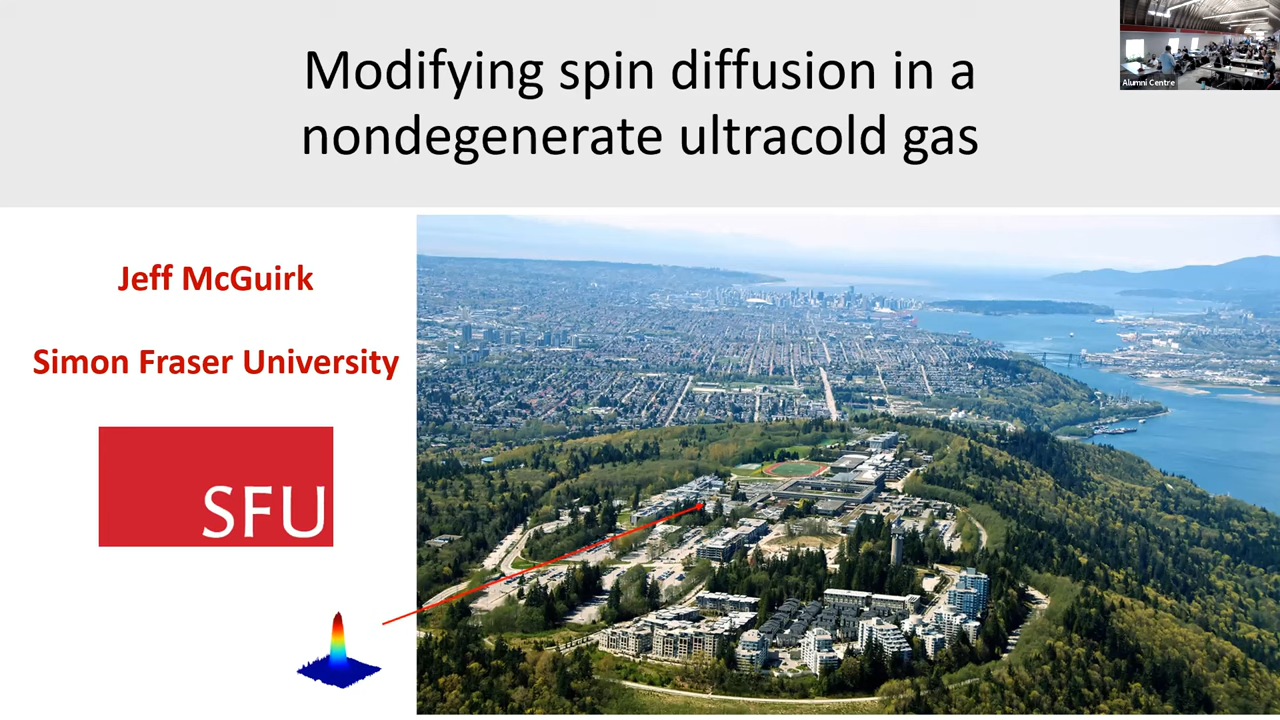 Modifying spin diffusion in a
nondegenerate ultracold gas
Alumni Centre
Jeff McGuirk
Simon Fraser University
SFU